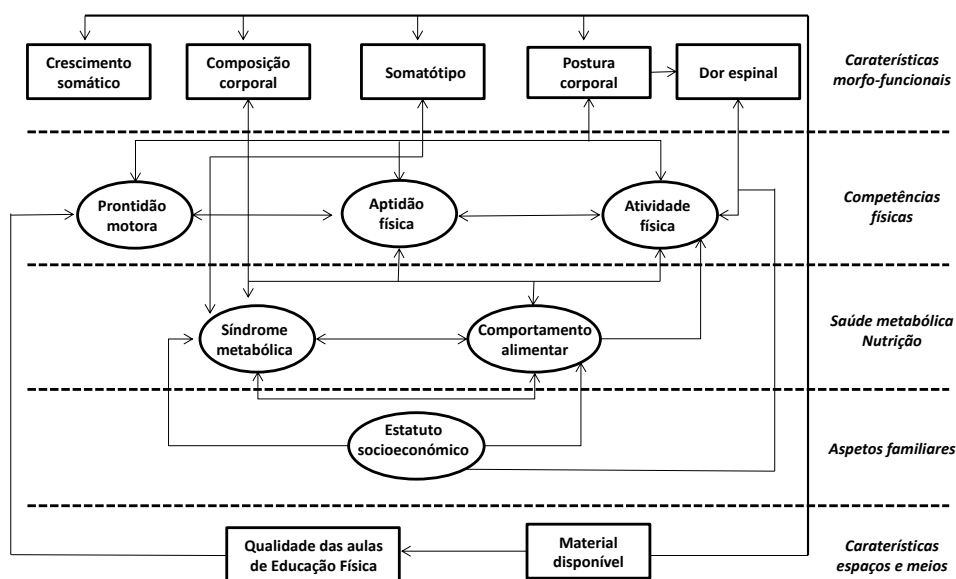 Crescimento
somático
Composição
corporal
Somatótipo
Postura
corporal
Dor espinal
Caraterísticas
morfo-funcionais
Prontidão
motora
Aptidão
física
Atividade
física
Competências
físicas
Síndrome
metabólica
Comportamento
alimentar
Saúde metabólica
Nutrição
Estatuto
socioeconómico
Aspetos familiares
Qualidade das aulas
de Educação Física
Material
disponível
Caraterísticas
espaços e meios